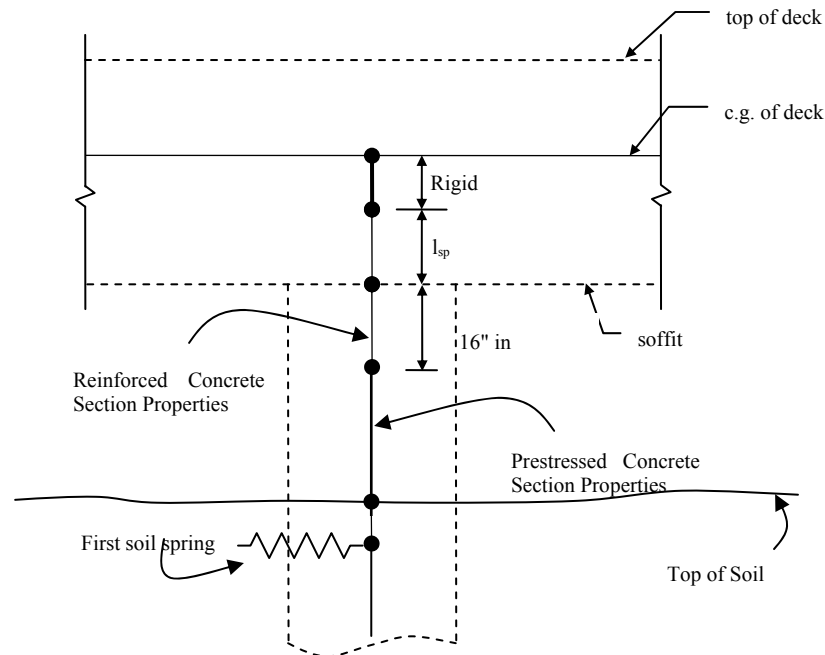 top of deck
c.g. of deck
Rigid
lsp
16" in
soffit
Reinforced Concrete
Section Properties
Prestressed Concrete
Section Properties
First soil spring
Top of Soil